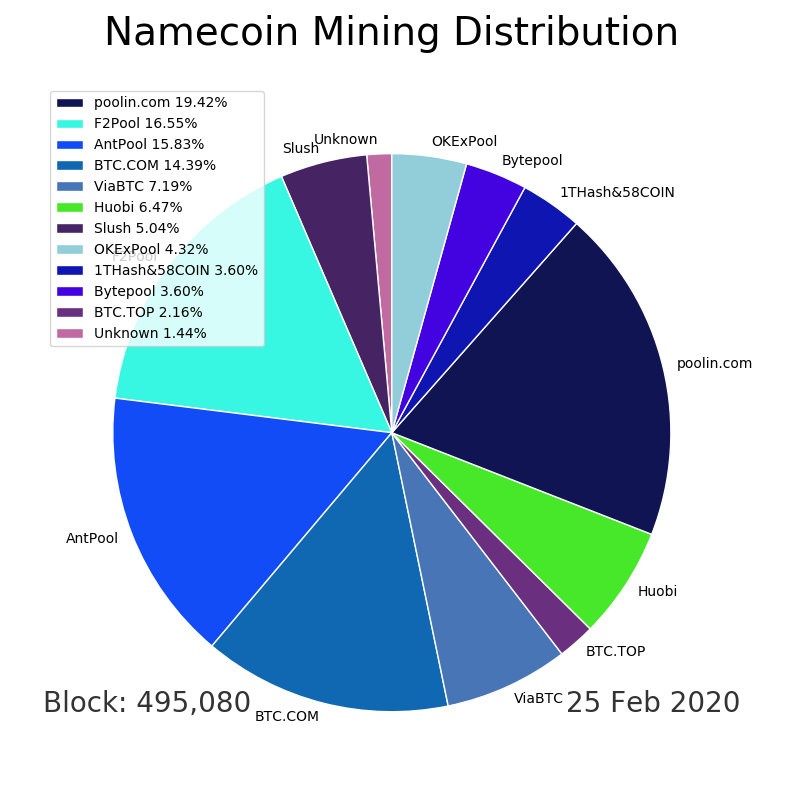 Namecoin Mining Distribution
poolin.com 19.42%
F2Pool 16.55%
AntPool 15.83%
BTC.COM 14.39%
ViaBTC 7.19%
Huobi 6.47%
Slush 5.04%
OKExPool 4.32%
1THash&58COIN 3.60%
Bytepool 3.60%
BTC.TOP 2.16%
Unknown 1.44%
Unknown
OKExPool
Slush
Bytepool
1THash&58COIN
F2Pool
poolin.com
AntPool
Huobi
BTC.TOP
ViaBTC
BTC.COM
Block: 495,080
25 Feb 2020